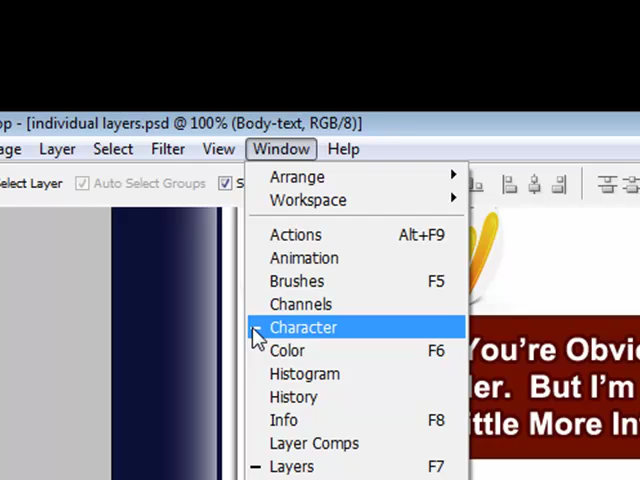 op - [individual layers.psd @ 100% (Body-text, RGB/8)]
age Layer Select Filter View Window Help
elect Layer Auto Select Groups S
Arrange
Workspace
Actions Alt+F9
Animation
Brushes F5
Channels
Character
Color F6
Histogram
History
Info F8
Layer Comps
Layers F7
You're Obvi
er. But I'm
ittle More In